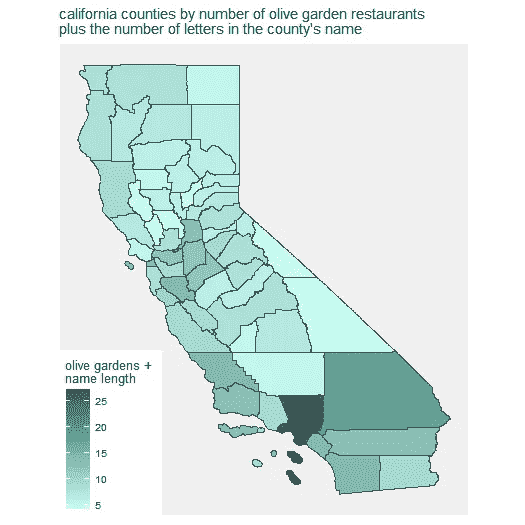 california counties by number of olive garden restaurants
plus the number of letters in the county's name
olive gardens +
name length
25
20
15
10
5